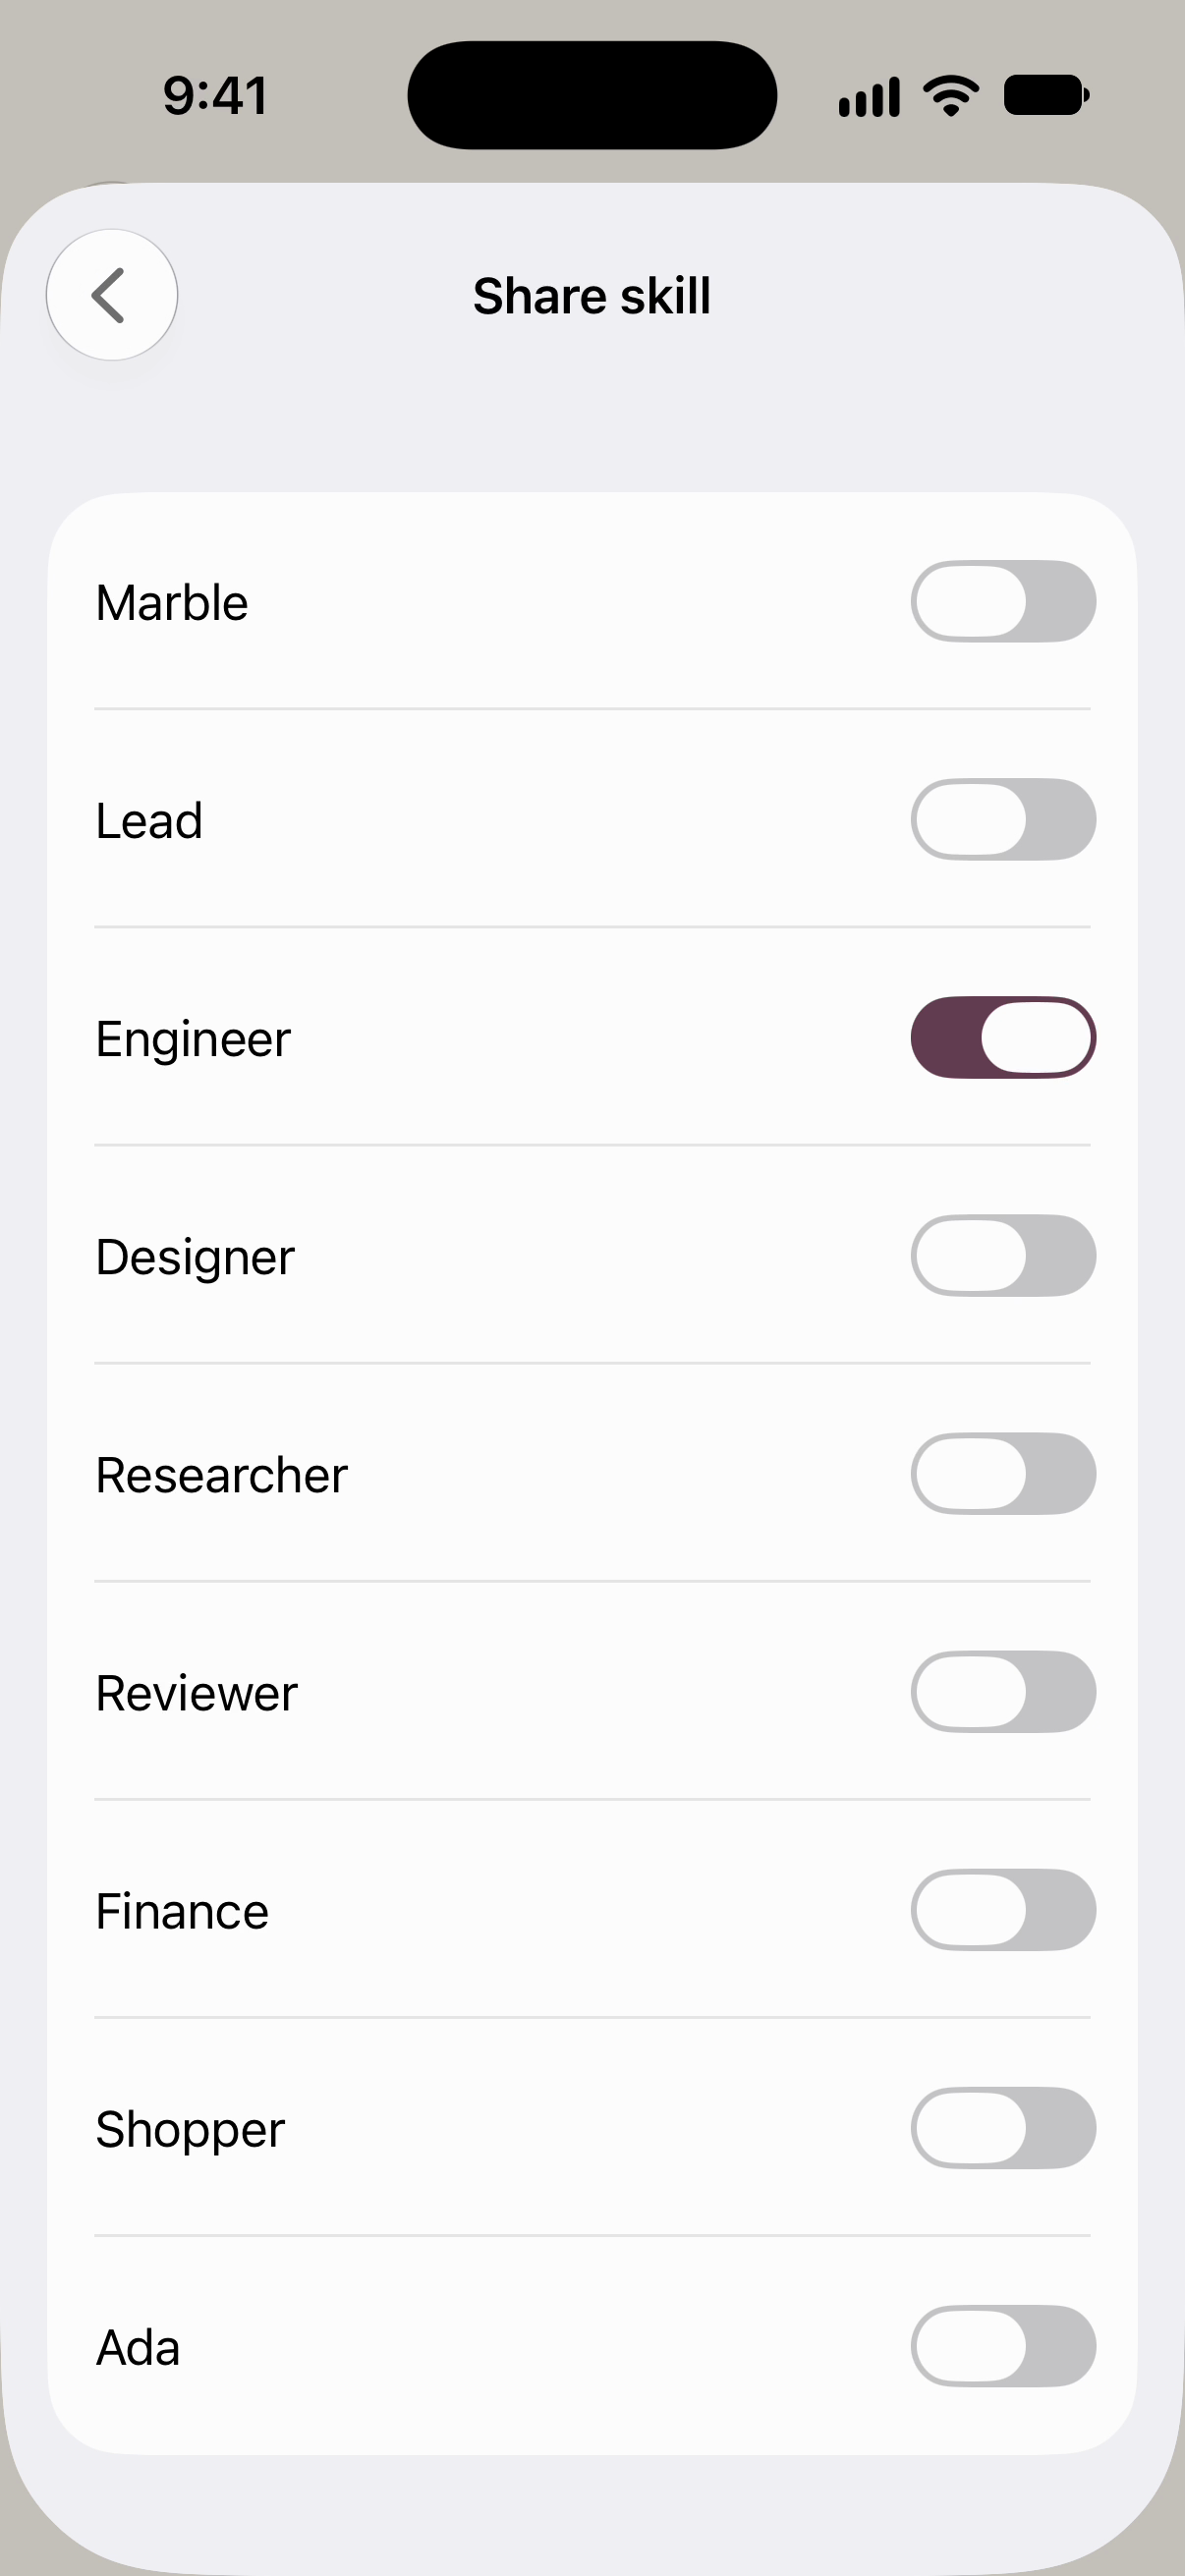 9:41
Share skill
Marble
Lead
Engineer
Designer
Researcher
Reviewer
Finance
Shopper
Ada